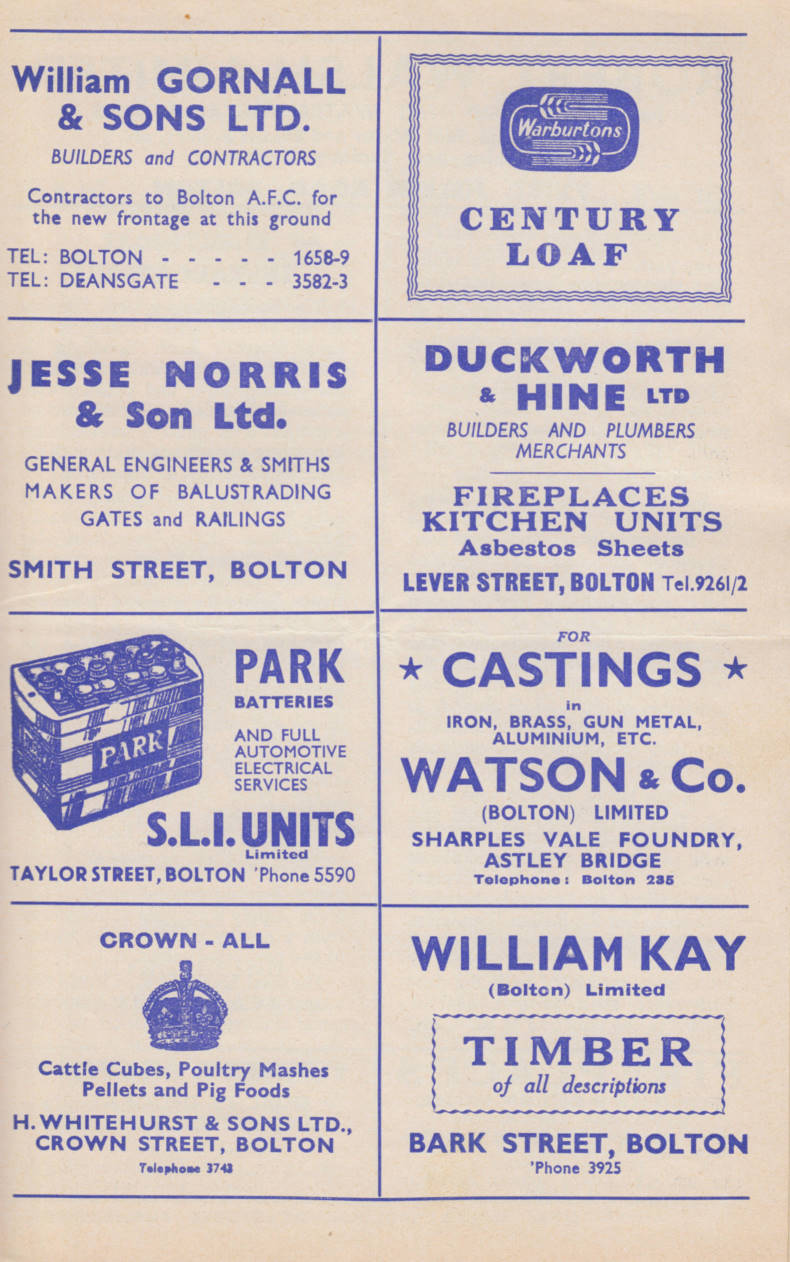 William GORNALL
& SONS LTD.
BUILDERS and CONTRACTORS
Contractors to Bolton A.F.C. for
the new frontage at this ground
TEL: BOLTON - - - - - 1658-9
TEL: DEANSGATE - - - 3582-3
Warburtons
CENTURY
LOAF
JESSE NORRIS
& Son Ltd.
GENERAL ENGINEERS & SMITHS
MAKERS OF BALUSTRADING
GATES and RAILINGS
SMITH STREET, BOLTON
DUCKWORTH
& HINE LTD
BUILDERS AND PLUMBERS
MERCHANTS
FIREPLACES
KITCHEN UNITS
Asbestos Sheets
LEVER STREET, BOLTON Tel.9261/2
PARK
PARK
BATTERIES
AND FULL
AUTOMOTIVE
ELECTRICAL
SERVICES
S.L.I. UNITS
Limited
TAYLOR STREET, BOLTON 'Phone 5590
FOR
★ CASTINGS ★
in
IRON, BRASS, GUN METAL,
ALUMINIUM, ETC.
WATSON & Co.
(BOLTON) LIMITED
SHARPLES VALE FOUNDRY,
ASTLEY BRIDGE
Telephone: Bolton 235
CROWN - ALL
Cattle Cubes, Poultry Mashes
Pellets and Pig Foods
H. WHITEHURST & SONS LTD.,
CROWN STREET, BOLTON
Telephone 3743
WILLIAM KAY
(Bolton) Limited
TIMBER
of all descriptions
BARK STREET, BOLTON
'Phone 3925